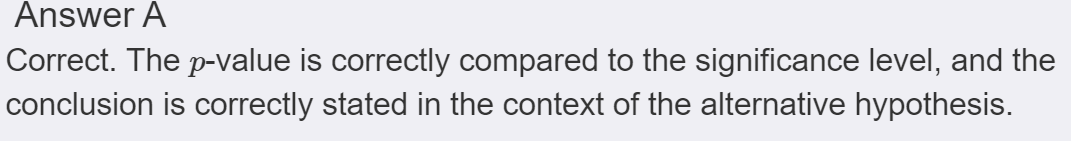 Answer A
Correct. The p-value is correctly compared to the significance level, and the
conclusion is correctly stated in the context of the alternative hypothesis.